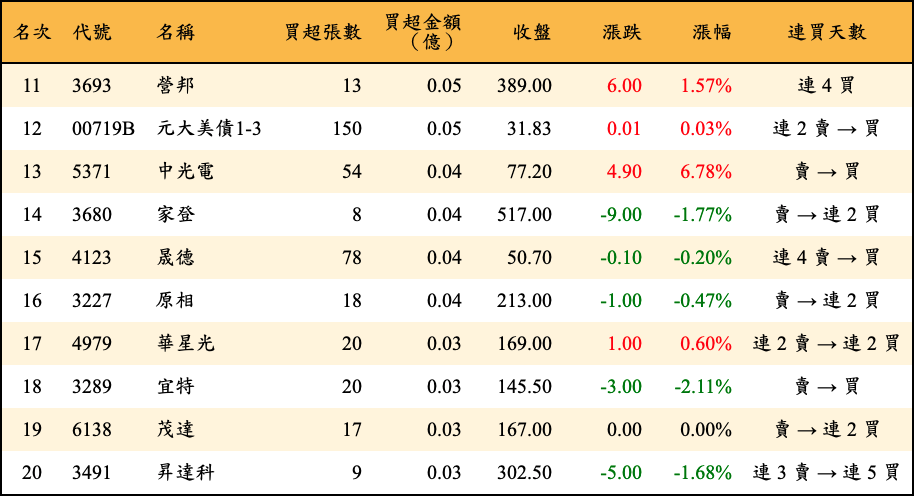 名次 代號 名稱 買超張數 買超金額（億） 收盤 漲跌 漲幅 連買天數
11 3693 營邦 13 0.05 389.00 6.00 1.57% 連 4 買
12 00719B 元大美債1-3 150 0.05 31.83 0.01 0.03% 連 2 賣 → 買
13 5371 中光電 54 0.04 77.20 4.90 6.78% 賣 → 買
14 3680 家登 8 0.04 517.00 -9.00 -1.77% 賣 → 連 2 買
15 4123 晟德 78 0.04 50.70 -0.10 -0.20% 連 4 賣 → 買
16 3227 原相 18 0.04 213.00 -1.00 -0.47% 賣 → 連 2 買
17 4979 華星光 20 0.03 169.00 1.00 0.60% 連 2 賣 → 連 2 買
18 3289 宜特 20 0.03 145.50 -3.00 -2.11% 賣 → 買
19 6138 茂達 17 0.03 167.00 0.00 0.00% 賣 → 連 2 買
20 3491 昇達科 9 0.03 302.50 -5.00 -1.68% 連 3 賣 → 連 5 買